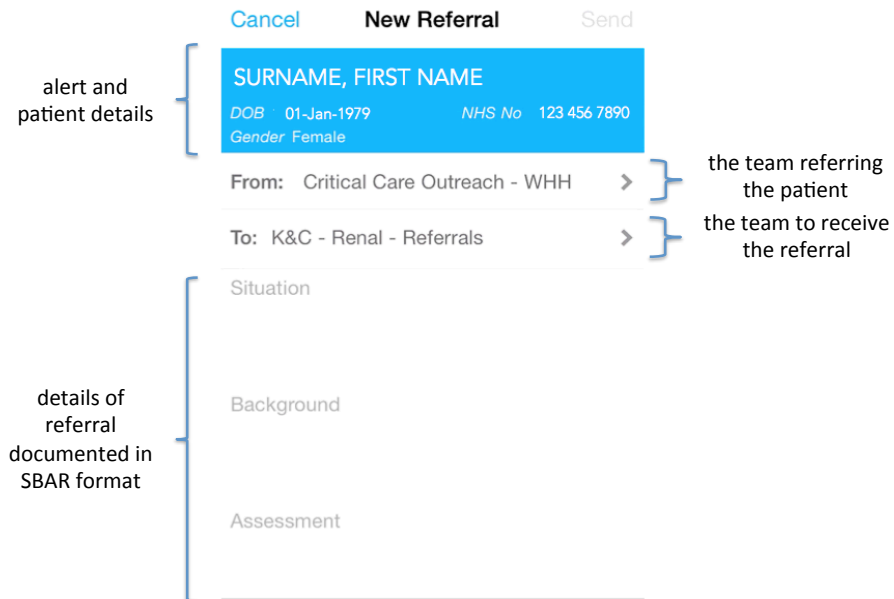 Cancel New Referral Send
alert and
patient details
SURNAME, FIRST NAME
DOB 01-Jan-1979 NHS No 123 456 7890
Gender Female
From: Critical Care Outreach - WHH >
the team referring
the patient
To: K&C - Renal - Referrals >
the team to receive
the referral
Situation
details of
referral
documented in
SBAR format
Background
Assessment